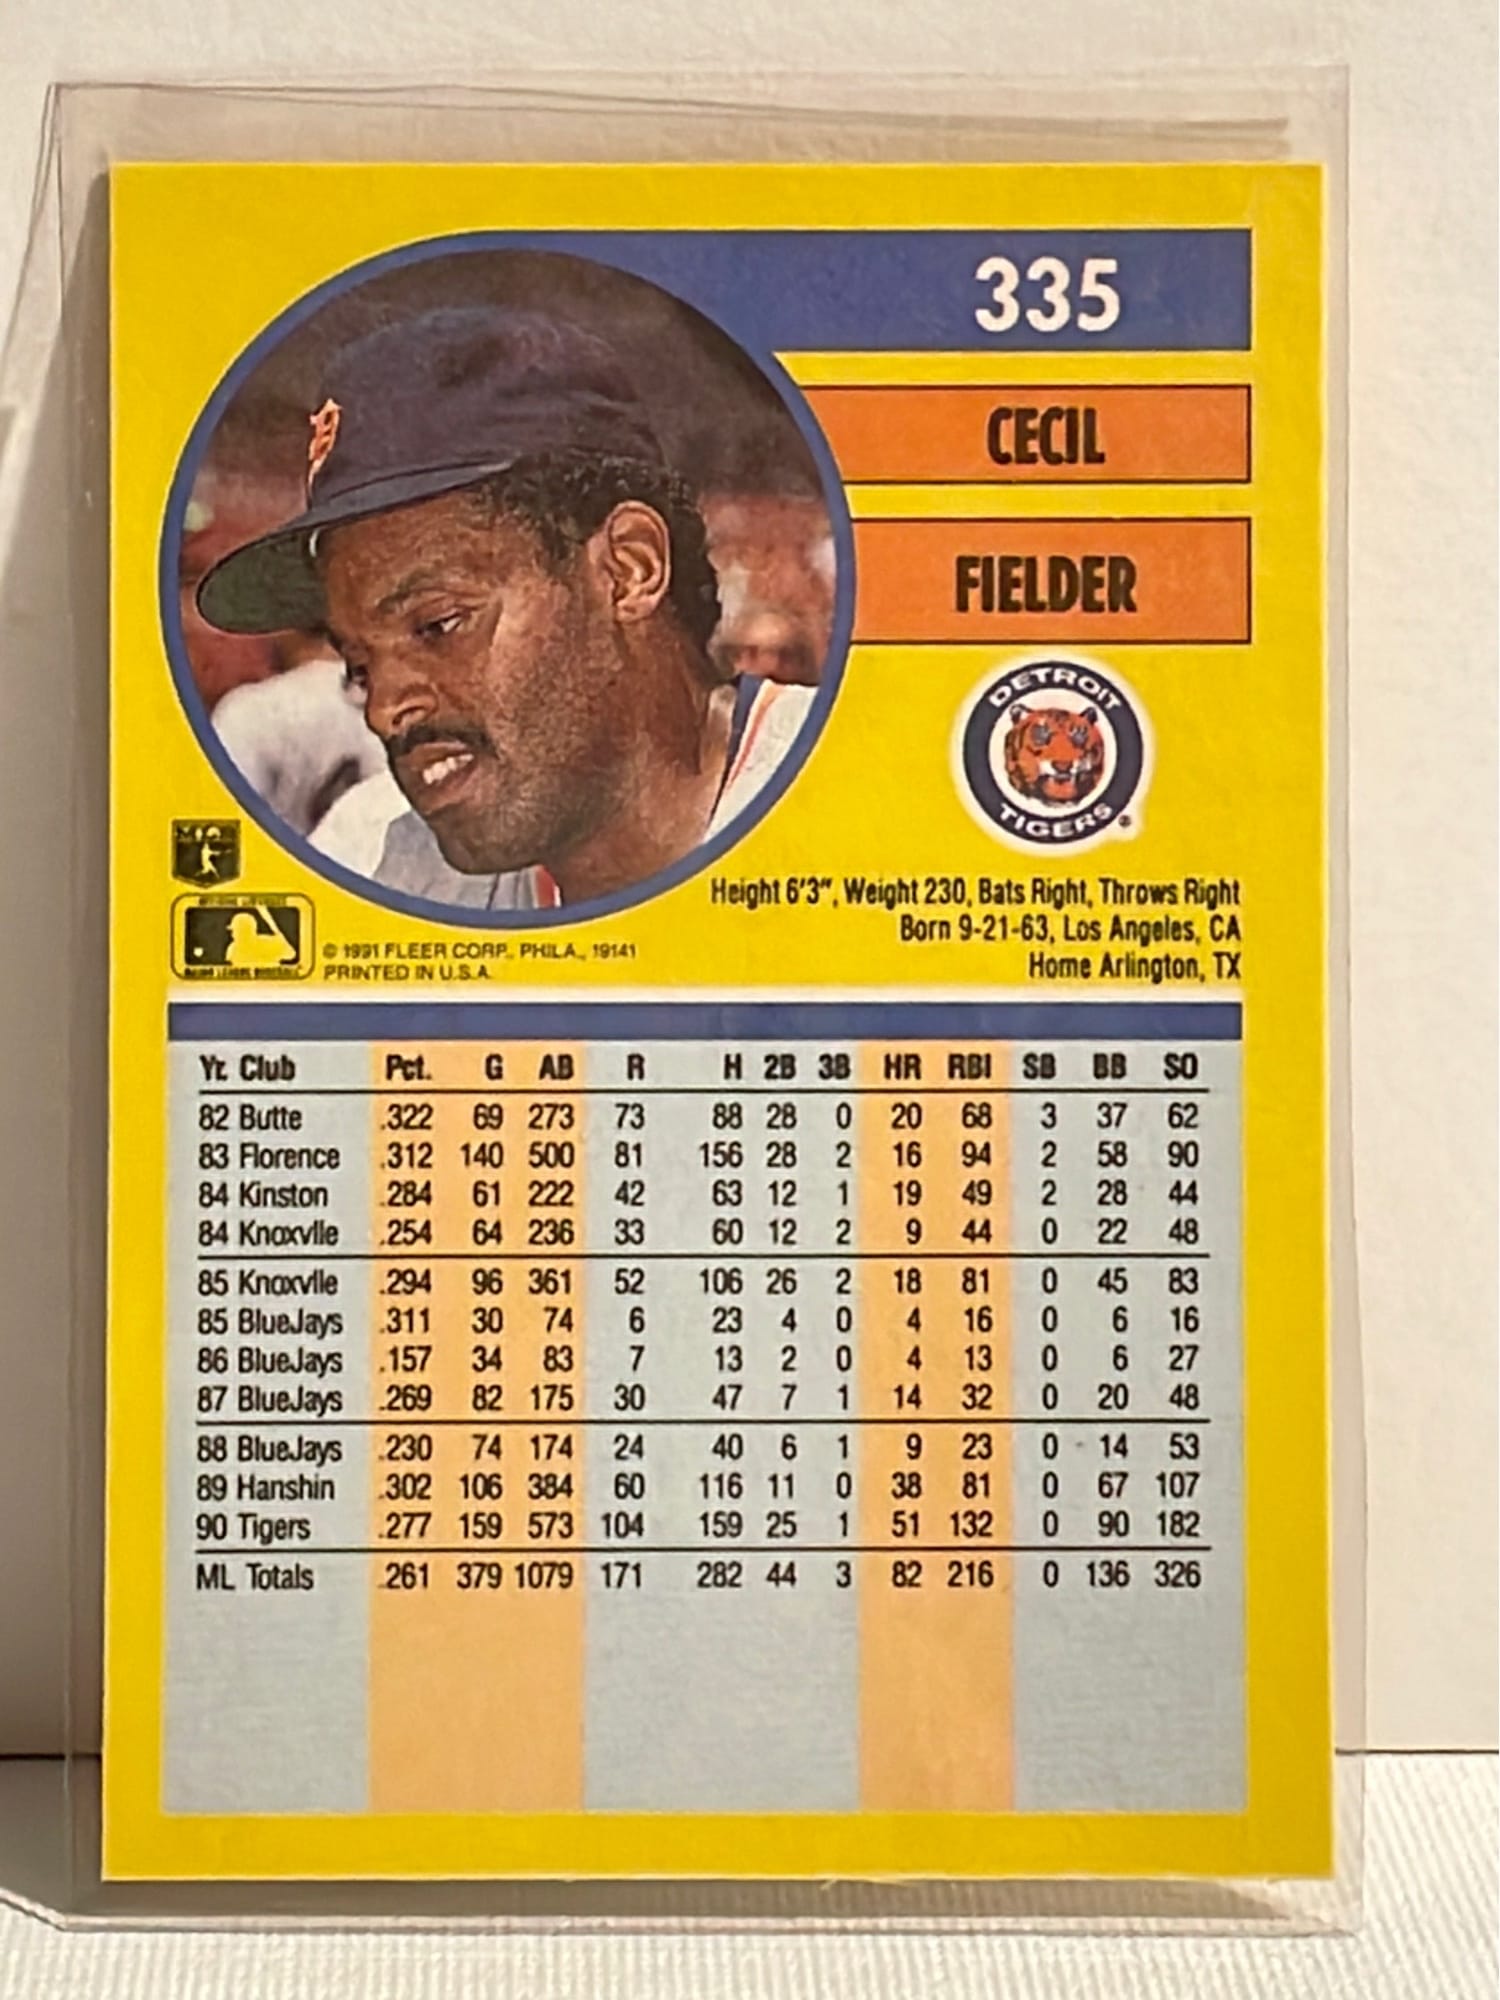 335
CECIL
FIELDER
DETROIT
TIGERS®
Height 6'3", Weight 230, Bats Right, Throws Right
Born 9-21-63, Los Angeles, CA
Home Arlington, TX
© 1991 FLEER CORP., PHILA., 19141
PRINTED IN U.S.A.
Yr. Club Pct. G AB R H 2B 3B HR RBI SB BB SO
82 Butte .322 69 273 73 88 28 0 20 68 3 37 62
83 Florence .312 140 500 81 156 28 2 16 94 2 58 90
84 Kinston .284 61 222 42 63 12 1 19 49 2 28 44
84 Knoxvlle .254 64 236 33 60 12 2 9 44 0 22 48
85 Knoxvlle .294 96 361 52 106 26 2 18 81 0 45 83
85 BlueJays .311 30 74 6 23 4 0 4 16 0 6 16
86 BlueJays .157 34 83 7 13 2 0 4 13 0 6 27
87 BlueJays .269 82 175 30 47 7 1 14 32 0 20 48
88 BlueJays .230 74 174 24 40 6 1 9 23 0 14 53
89 Hanshin .302 106 384 60 116 11 0 38 81 0 67 107
90 Tigers .277 159 573 104 159 25 1 51 132 0 90 182
ML Totals .261 379 1079 171 282 44 3 82 216 0 136 326